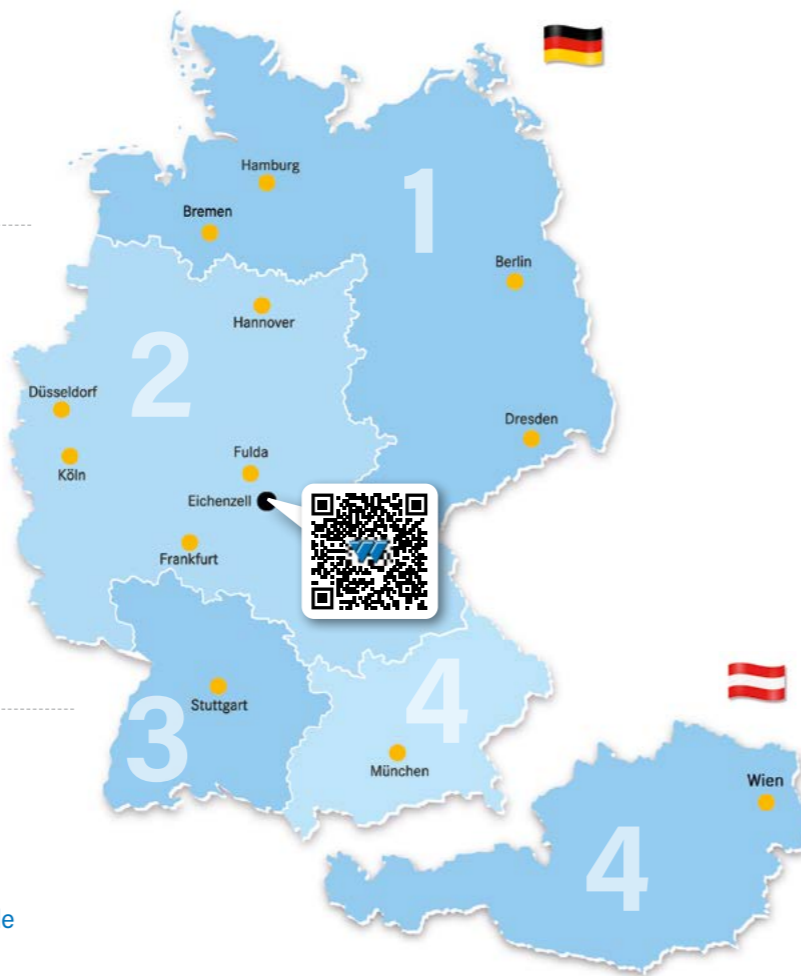 Hamburg
1
Bremen
Berlin
Hannover
2
Düsseldorf
Dresden
Fulda
Köln
Eichenzell
Frankfurt
4
Stuttgart
3
München
Wien
4
e